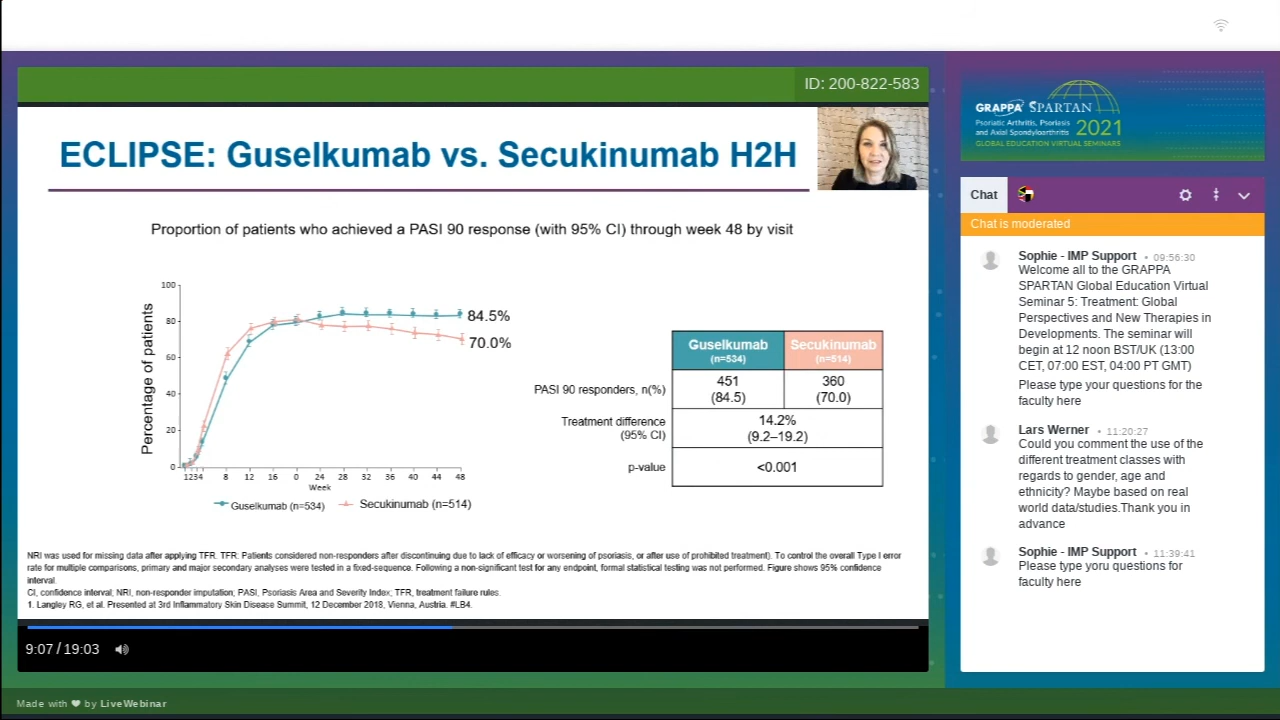 ID: 200-822-583
ECLIPSE: Guselkumab vs. Secukinumab H2H
Proportion of patients who achieved a PASI 90 response (with 95% CI) through week 48 by visit
Percentage of patients
100
80
60
40
20
0
84.5%
70.0%
1234 8 12 16 0 24 28 32 36 40 44 48
Week
Guselkumab (n=534) Secukinumab (n=514)
Guselkumab Secukinumab
(n=534) (n=514)
PASI 90 responders, n(%) 451 360
(84.5) (70.0)
Treatment difference 14.2%
(95% CI) (9.2–19.2)
p-value <0.001
NRI was used for missing data after applying TFR. TFR: Patients considered non-responders after discontinuing due to lack of efficacy or worsening of psoriasis, or after use of prohibited treatment). To control the overall Type I error
rate for multiple comparisons, primary and major secondary analyses were tested in a fixed-sequence. Following a non-significant test for any endpoint, formal statistical testing was not performed. Figure shows 95% confidence
interval.
CI, confidence interval; NRI, non-responder imputation; PASI, Psoriasis Area and Severity Index; TFR, treatment failure rules.
1. Langley RG, et al. Presented at 3rd Inflammatory Skin Disease Summit, 12 December 2018, Vienna, Austria. #LB4.
9:07 / 19:03
Made with ❤ by LiveWebinar
GRAPPA SPARTAN
Psoriatic Arthritis, Psoriasis
and Axial Spondyloarthritis 2021
GLOBAL EDUCATION VIRTUAL SEMINARS
Chat
Chat is moderated
Sophie - IMP Support • 09:56:30
Welcome all to the GRAPPA
SPARTAN Global Education Virtual
Seminar 5: Treatment: Global
Perspectives and New Therapies in
Developments. The seminar will
begin at 12 noon BST/UK (13:00
CET, 07:00 EST, 04:00 PT GMT)
Please type your questions for the
faculty here
Lars Werner • 11:20:27
Could you comment the use of the
different treatment classes with
regards to gender, age and
ethnicity? Maybe based on real
world data/studies.Thank you in
advance
Sophie - IMP Support • 11:39:41
Please type yoru questions for
faculty here